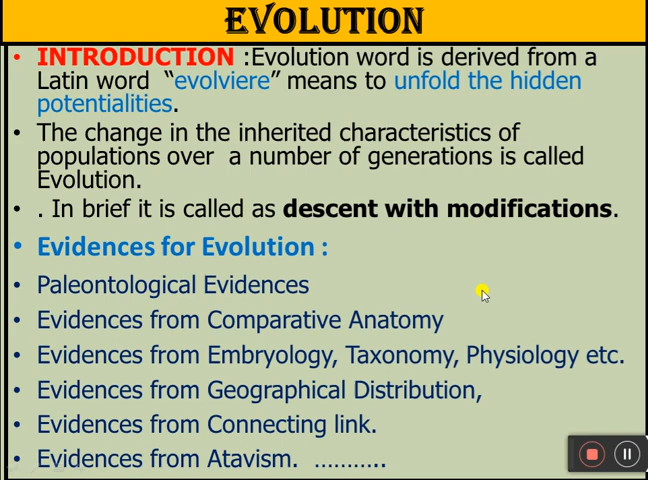 EVOLUTION
• INTRODUCTION :Evolution word is derived from a
Latin word “evolviere” means to unfold the hidden
potentialities.
• The change in the inherited characteristics of
populations over a number of generations is called
Evolution.
• . In brief it is called as descent with modifications.
• Evidences for Evolution :
• Paleontological Evidences
• Evidences from Comparative Anatomy
• Evidences from Embryology, Taxonomy, Physiology etc.
• Evidences from Geographical Distribution,
• Evidences from Connecting link.
• Evidences from Atavism. ………..